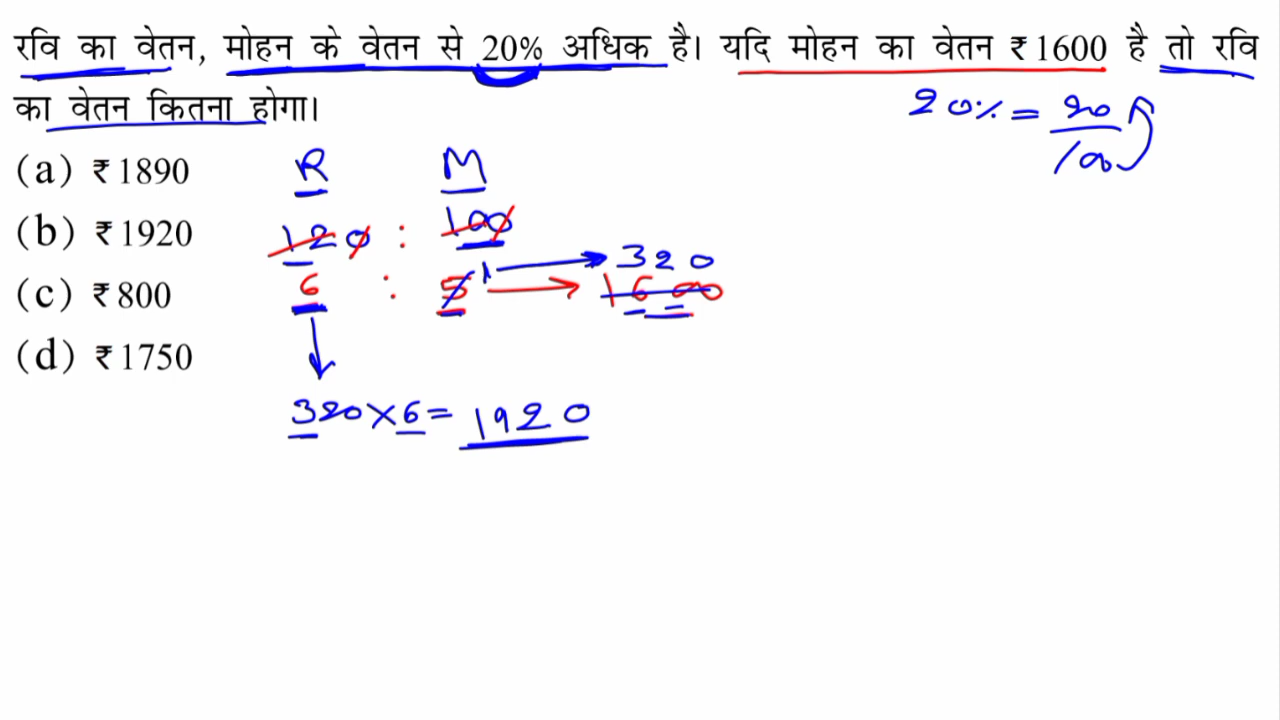 रवि का वेतन, मोहन के वेतन से 20% अधिक है। यदि मोहन का वेतन ₹1600 है तो रवि
का वेतन कितना होगा।
20% = 20/100
(a) ₹1890
R M
(b) ₹1920
120 : 100
1 → 320
(c) ₹800
6 : 5 → 1600
(d) ₹1750
320×6= 1920